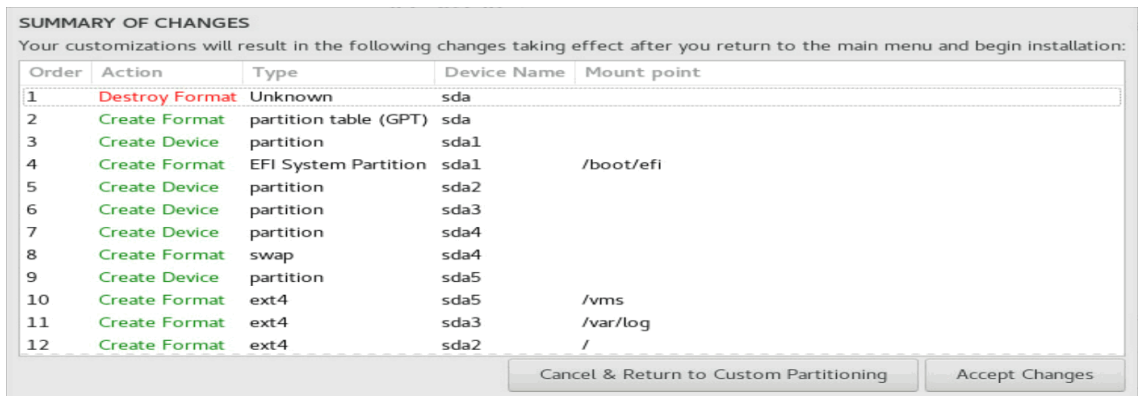 SUMMARY OF CHANGES
Your customizations will result in the following changes taking effect after you return to the main menu and begin installation:
Order Action Type Device Name Mount point
1 Destroy Format Unknown sda
2 Create Format partition table (GPT) sda
3 Create Device partition sda1
4 Create Format EFI System Partition sda1 /boot/efi
5 Create Device partition sda2
6 Create Device partition sda3
7 Create Device partition sda4
8 Create Format swap sda4
9 Create Device partition sda5
10 Create Format ext4 sda5 /vms
11 Create Format ext4 sda3 /var/log
12 Create Format ext4 sda2 /
Cancel & Return to Custom Partitioning Accept Changes